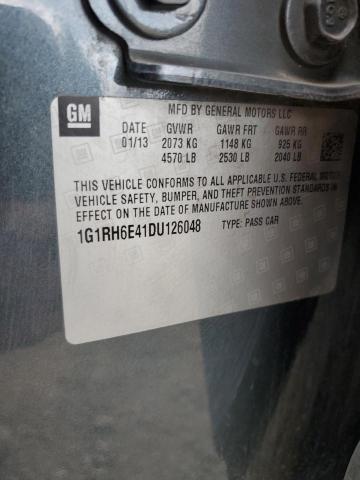 GM
MFD BY GENERAL MOTORS LLC
DATE GVWR GAWR FRT GAWR RR
01/13 2073 KG 1148 KG 925 KG
4570 LB 2530 LB 2040 LB
THIS VEHICLE CONFORMS TO ALL APPLICABLE U.S. FEDERAL MOTOR
VEHICLE SAFETY, BUMPER, AND THEFT PREVENTION STANDARDS IN
EFFECT ON THE DATE OF MANUFACTURE SHOWN ABOVE.
1G1RH6E41DU126048 TYPE: PASS CAR